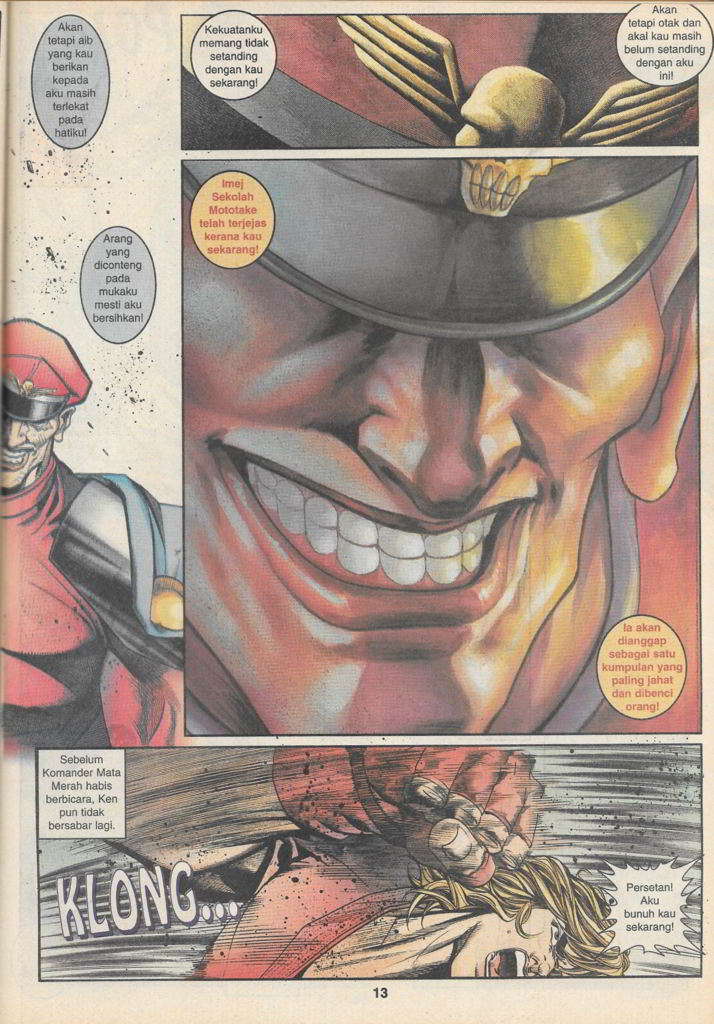 Akan
tetapi aib
yang kau
berikan
kepada
aku masih
terlekat
pada
hatiku!
Arang
yang
diconteng
pada
mukaku
mesti aku
bersihkan!
Kekuatanku
memang tidak
setanding
dengan kau
sekarang!
Akan
tetapi otak dan
akal kau masih
belum setanding
dengan aku
ini!
Imej
Sekolah
Mototake
telah terjejas
kerana kau
sekarang!
Ia akan
dianggap
sebagai satu
kumpulan yang
paling jahat
dan dibenci
orang!
Sebelum
Komander Mata
Merah habis
berbicara, Ken
pun tidak
bersabar lagi.
KLONG...
Persetan!
Aku
bunuh kau
sekarang!
13